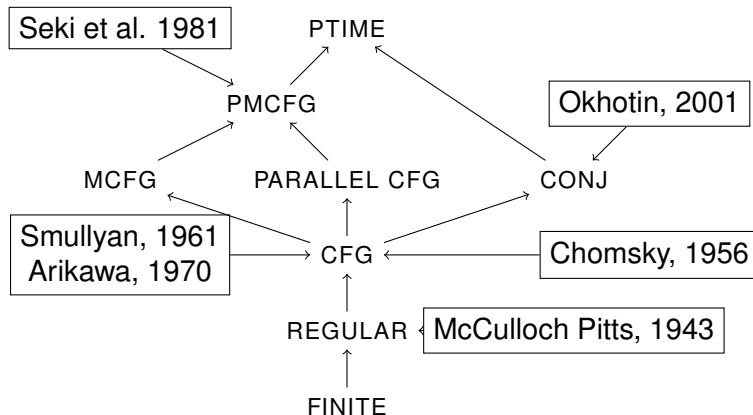 Seki et al. 1981
PTIME
PMCFG
Okhotin, 2001
MCFG
PARALLEL CFG
CONJ
Smullyan, 1961
Arikawa, 1970
CFG
Chomsky, 1956
REGULAR
McCulloch Pitts, 1943
FINITE